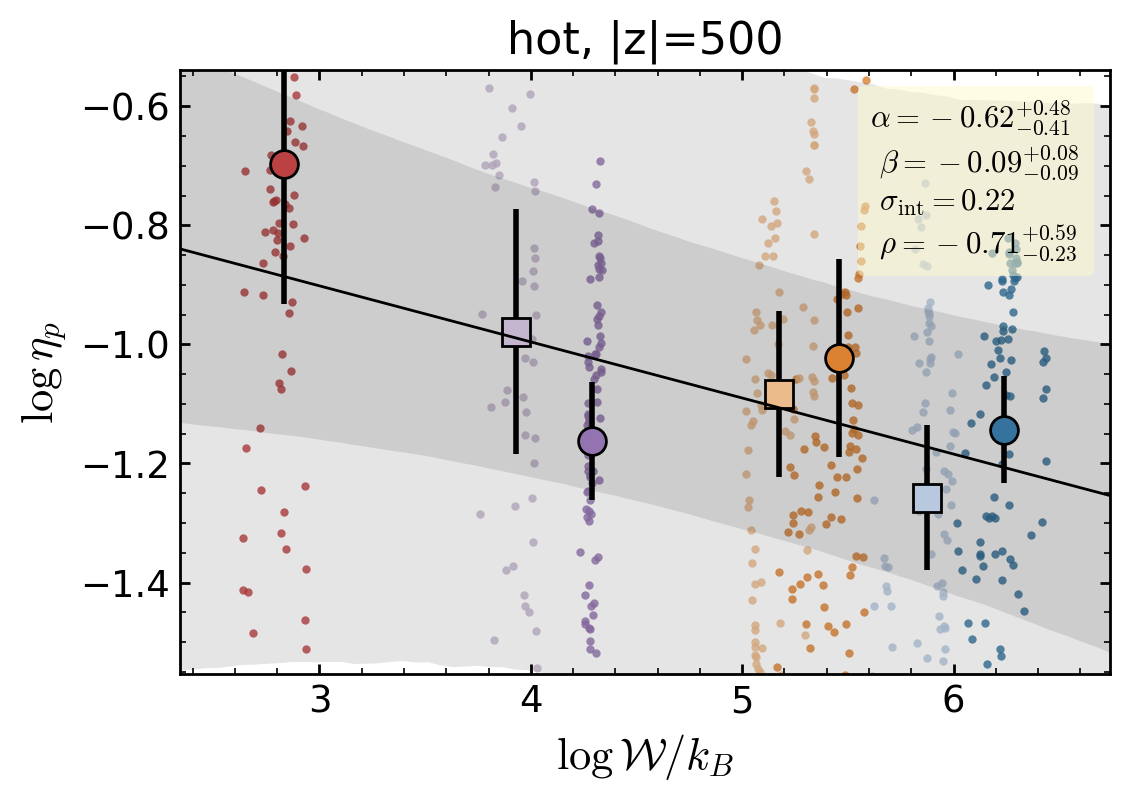 hot, |z|=500
α = −0.62 +0.48 −0.41
β = −0.09 +0.08 −0.09
σint = 0.22
ρ = −0.71 +0.59 −0.23
log ηp
−0.6
−0.8
−1.0
−1.2
−1.4
3 4 5 6
log 𝒲/kB